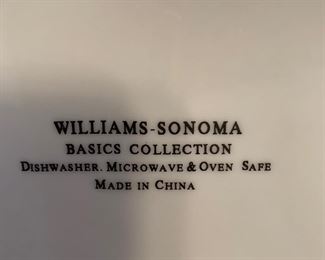 WILLIAMS-SONOMA
BASICS COLLECTION
DISHWASHER. MICROWAVE & OVEN SAFE
MADE IN CHINA